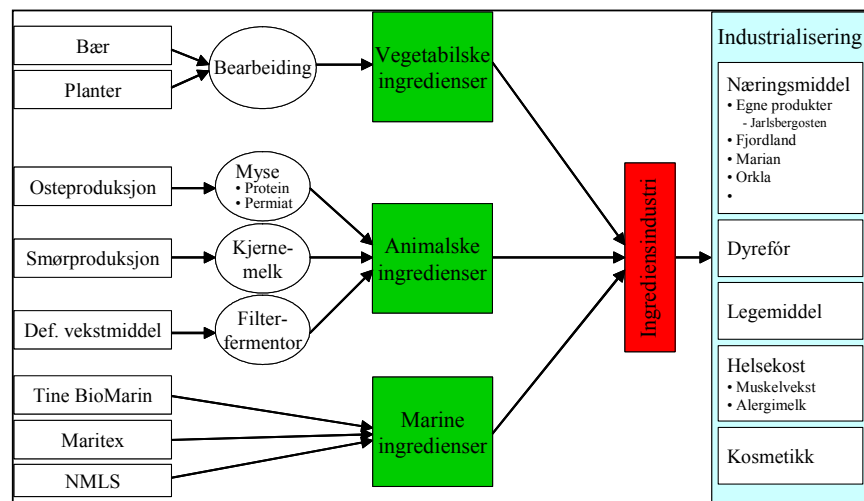 Bær
Planter
Bearbeiding
Vegetabilske
ingredienser
Osteproduksjon
Myse
• Protein
• Permiat
Smørproduksjon
Kjerne-
melk
Animalske
ingredienser
Def. vekstmiddel
Filter-
fermentor
Tine BioMarin
Maritex
NMLS
Marine
ingredienser
Ingrediensindustri
Industrialisering
Næringsmiddel
• Egne produkter
- Jarlsbergosten
• Fjordland
• Marian
• Orkla
•
Dyrefór
Legemiddel
Helsekost
• Muskelvekst
• Alergimelk
Kosmetikk